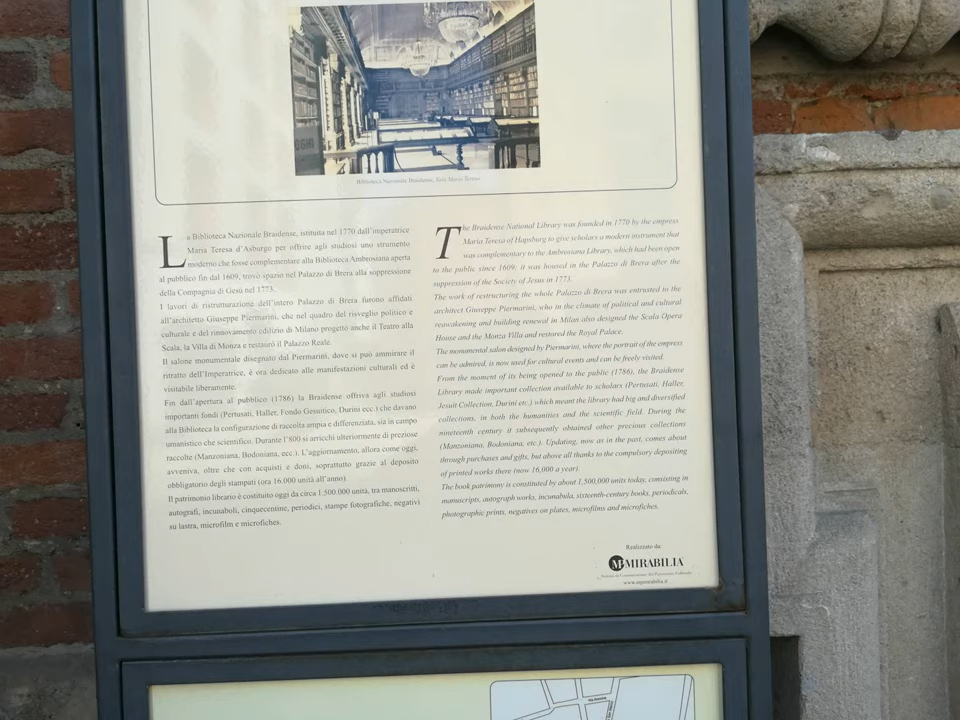 Biblioteca Nazionale Braidense, Sala Maria Teresa
La Biblioteca Nazionale Braidense, istituita nel 1770 dall'imperatrice
Maria Teresa d'Asburgo per offrire agli studiosi uno strumento
moderno che fosse complementare alla Biblioteca Ambrosiana aperta
al pubblico fin dal 1609, trovò spazio nel Palazzo di Brera alla soppressione
della Compagnia di Gesù nel 1773.
I lavori di ristrutturazione dell'intero Palazzo di Brera furono affidati
all'architetto Giuseppe Piermarini, che nel quadro del risveglio politico e
culturale e del rinnovamento edilizio di Milano progettò anche il Teatro alla
Scala, la Villa di Monza e restaurò il Palazzo Reale.
Il salone monumentale disegnato dal Piermarini, dove si può ammirare il
ritratto dell'Imperatrice, è ora dedicato alle manifestazioni culturali ed è
visitabile liberamente.
Fin dall'apertura al pubblico (1786) la Braidense offriva agli studiosi
importanti fondi (Pertusati, Haller, Fondo Gesuitico, Durini ecc.) che davano
alla Biblioteca la configurazione di raccolta ampia e differenziata, sia in campo
umanistico che scientifico. Durante l'800 si arricchì ulteriormente di preziose
raccolte (Manzoniana, Bodoniana, ecc.). L'aggiornamento, allora come oggi,
avveniva, oltre che con acquisti e doni, soprattutto grazie al deposito
obbligatorio degli stampati (ora 16.000 unità all'anno).
Il patrimonio librario è costituito oggi da circa 1.500.000 unità, tra manoscritti,
autografi, incunaboli, cinquecentine, periodici, stampe fotografiche, negativi
su lastra, microfilm e microfiches.
The Braidense National Library was founded in 1770 by the empress
Maria Teresa of Hapsburg to give scholars a modern instrument that
was complementary to the Ambrosiana Library, which had been open
to the public since 1609; it was housed in the Palazzo di Brera after the
suppression of the Society of Jesus in 1773.
The work of restructuring the whole Palazzo di Brera was entrusted to the
architect Giuseppe Piermarini, who in the climate of political and cultural
reawakening and building renewal in Milan also designed the Scala Opera
House and the Monza Villa and restored the Royal Palace.
The monumental salon designed by Piermarini, where the portrait of the empress
can be admired, is now used for cultural events and can be freely visited.
From the moment of its being opened to the public (1786), the Braidense
Library made important collection available to scholars (Pertusati, Haller,
Jesuit Collection, Durini etc.) which meant the library had big and diversified
collections, in both the humanities and the scientific field. During the
nineteenth century it subsequently obtained other precious collections
(Manzoniana, Bodoniana, etc.). Updating, now as in the past, comes about
through purchases and gifts, but above all thanks to the compulsory depositing
of printed works there (now 16,000 a year).
The book patrimony is constituted by about 1,500,000 units today, consisting in
manuscripts, autograph works, incunabula, sixteenth-century books, periodicals,
photographic prints, negatives on plates, microfilms and microfiches.
Realizzato da:
MIRABILIA